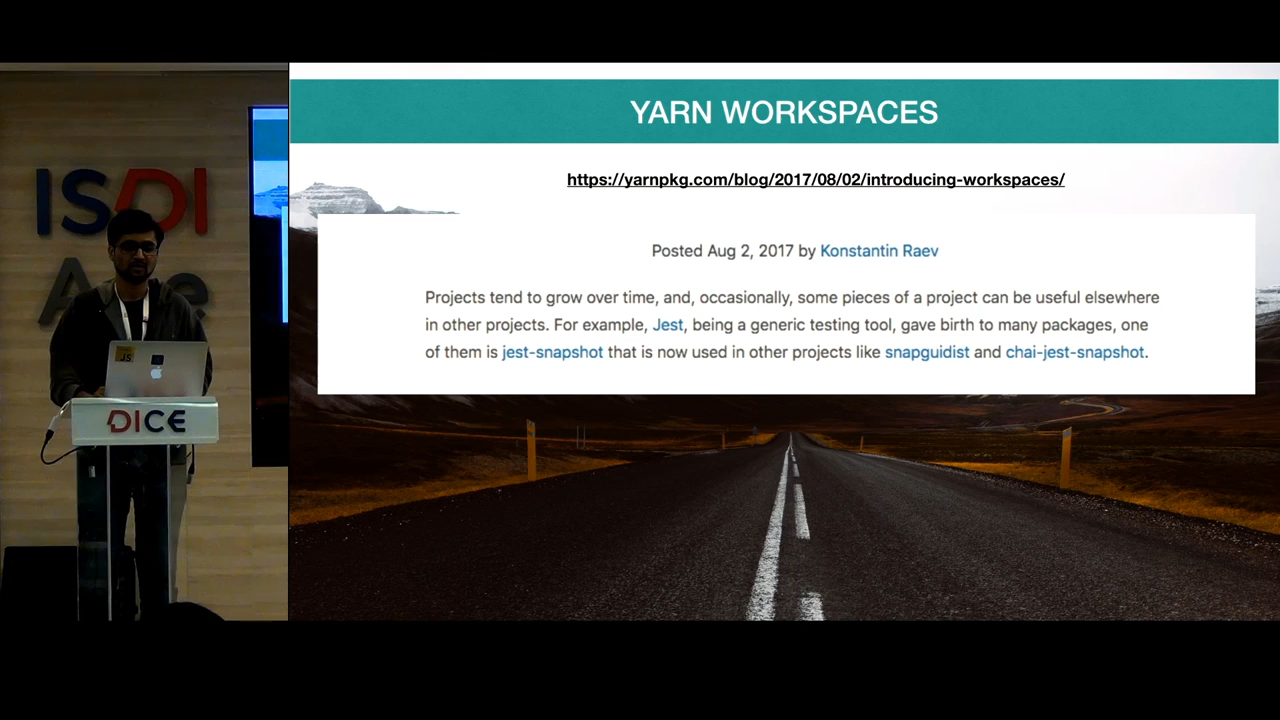 ISDI
DICE
JS
YARN WORKSPACES
https://yarnpkg.com/blog/2017/08/02/introducing-workspaces/
Posted Aug 2, 2017 by Konstantin Raev
Projects tend to grow over time, and, occasionally, some pieces of a project can be useful elsewhere
in other projects. For example, Jest, being a generic testing tool, gave birth to many packages, one
of them is jest-snapshot that is now used in other projects like snapguidist and chai-jest-snapshot.